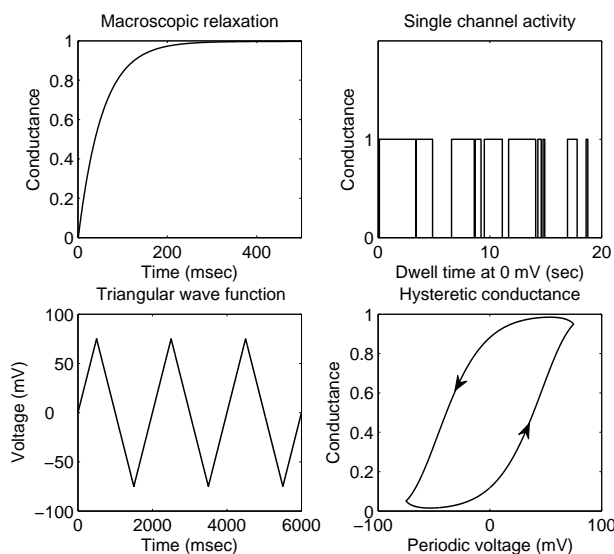 Macroscopic relaxation
Conductance
1
0.8
0.6
0.4
0.2
0
0
200
400
Time (msec)
Single channel activity
Conductance
1
0
0
10
20
Dwell time at 0 mV (sec)
Triangular wave function
Voltage (mV)
100
50
0
−50
−100
0
2000
4000
6000
Time (msec)
Hysteretic conductance
Conductance
1
0.8
0.6
0.4
0.2
0
−100
0
100
Periodic voltage (mV)